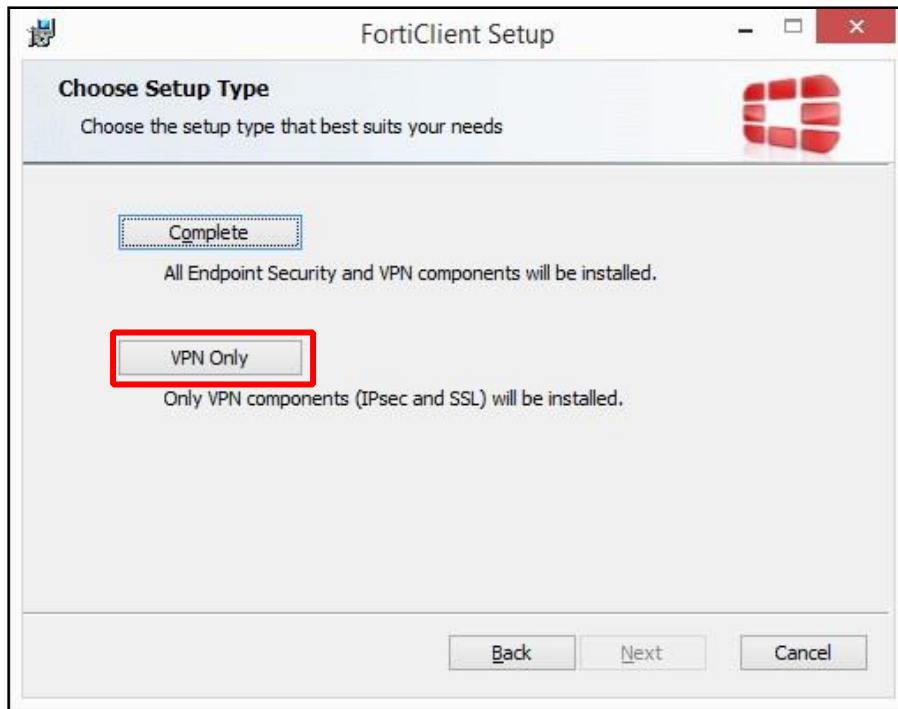 FortiClient Setup
Choose Setup Type
Choose the setup type that best suits your needs
Complete
All Endpoint Security and VPN components will be installed.
VPN Only
Only VPN components (IPsec and SSL) will be installed.
Back Next Cancel